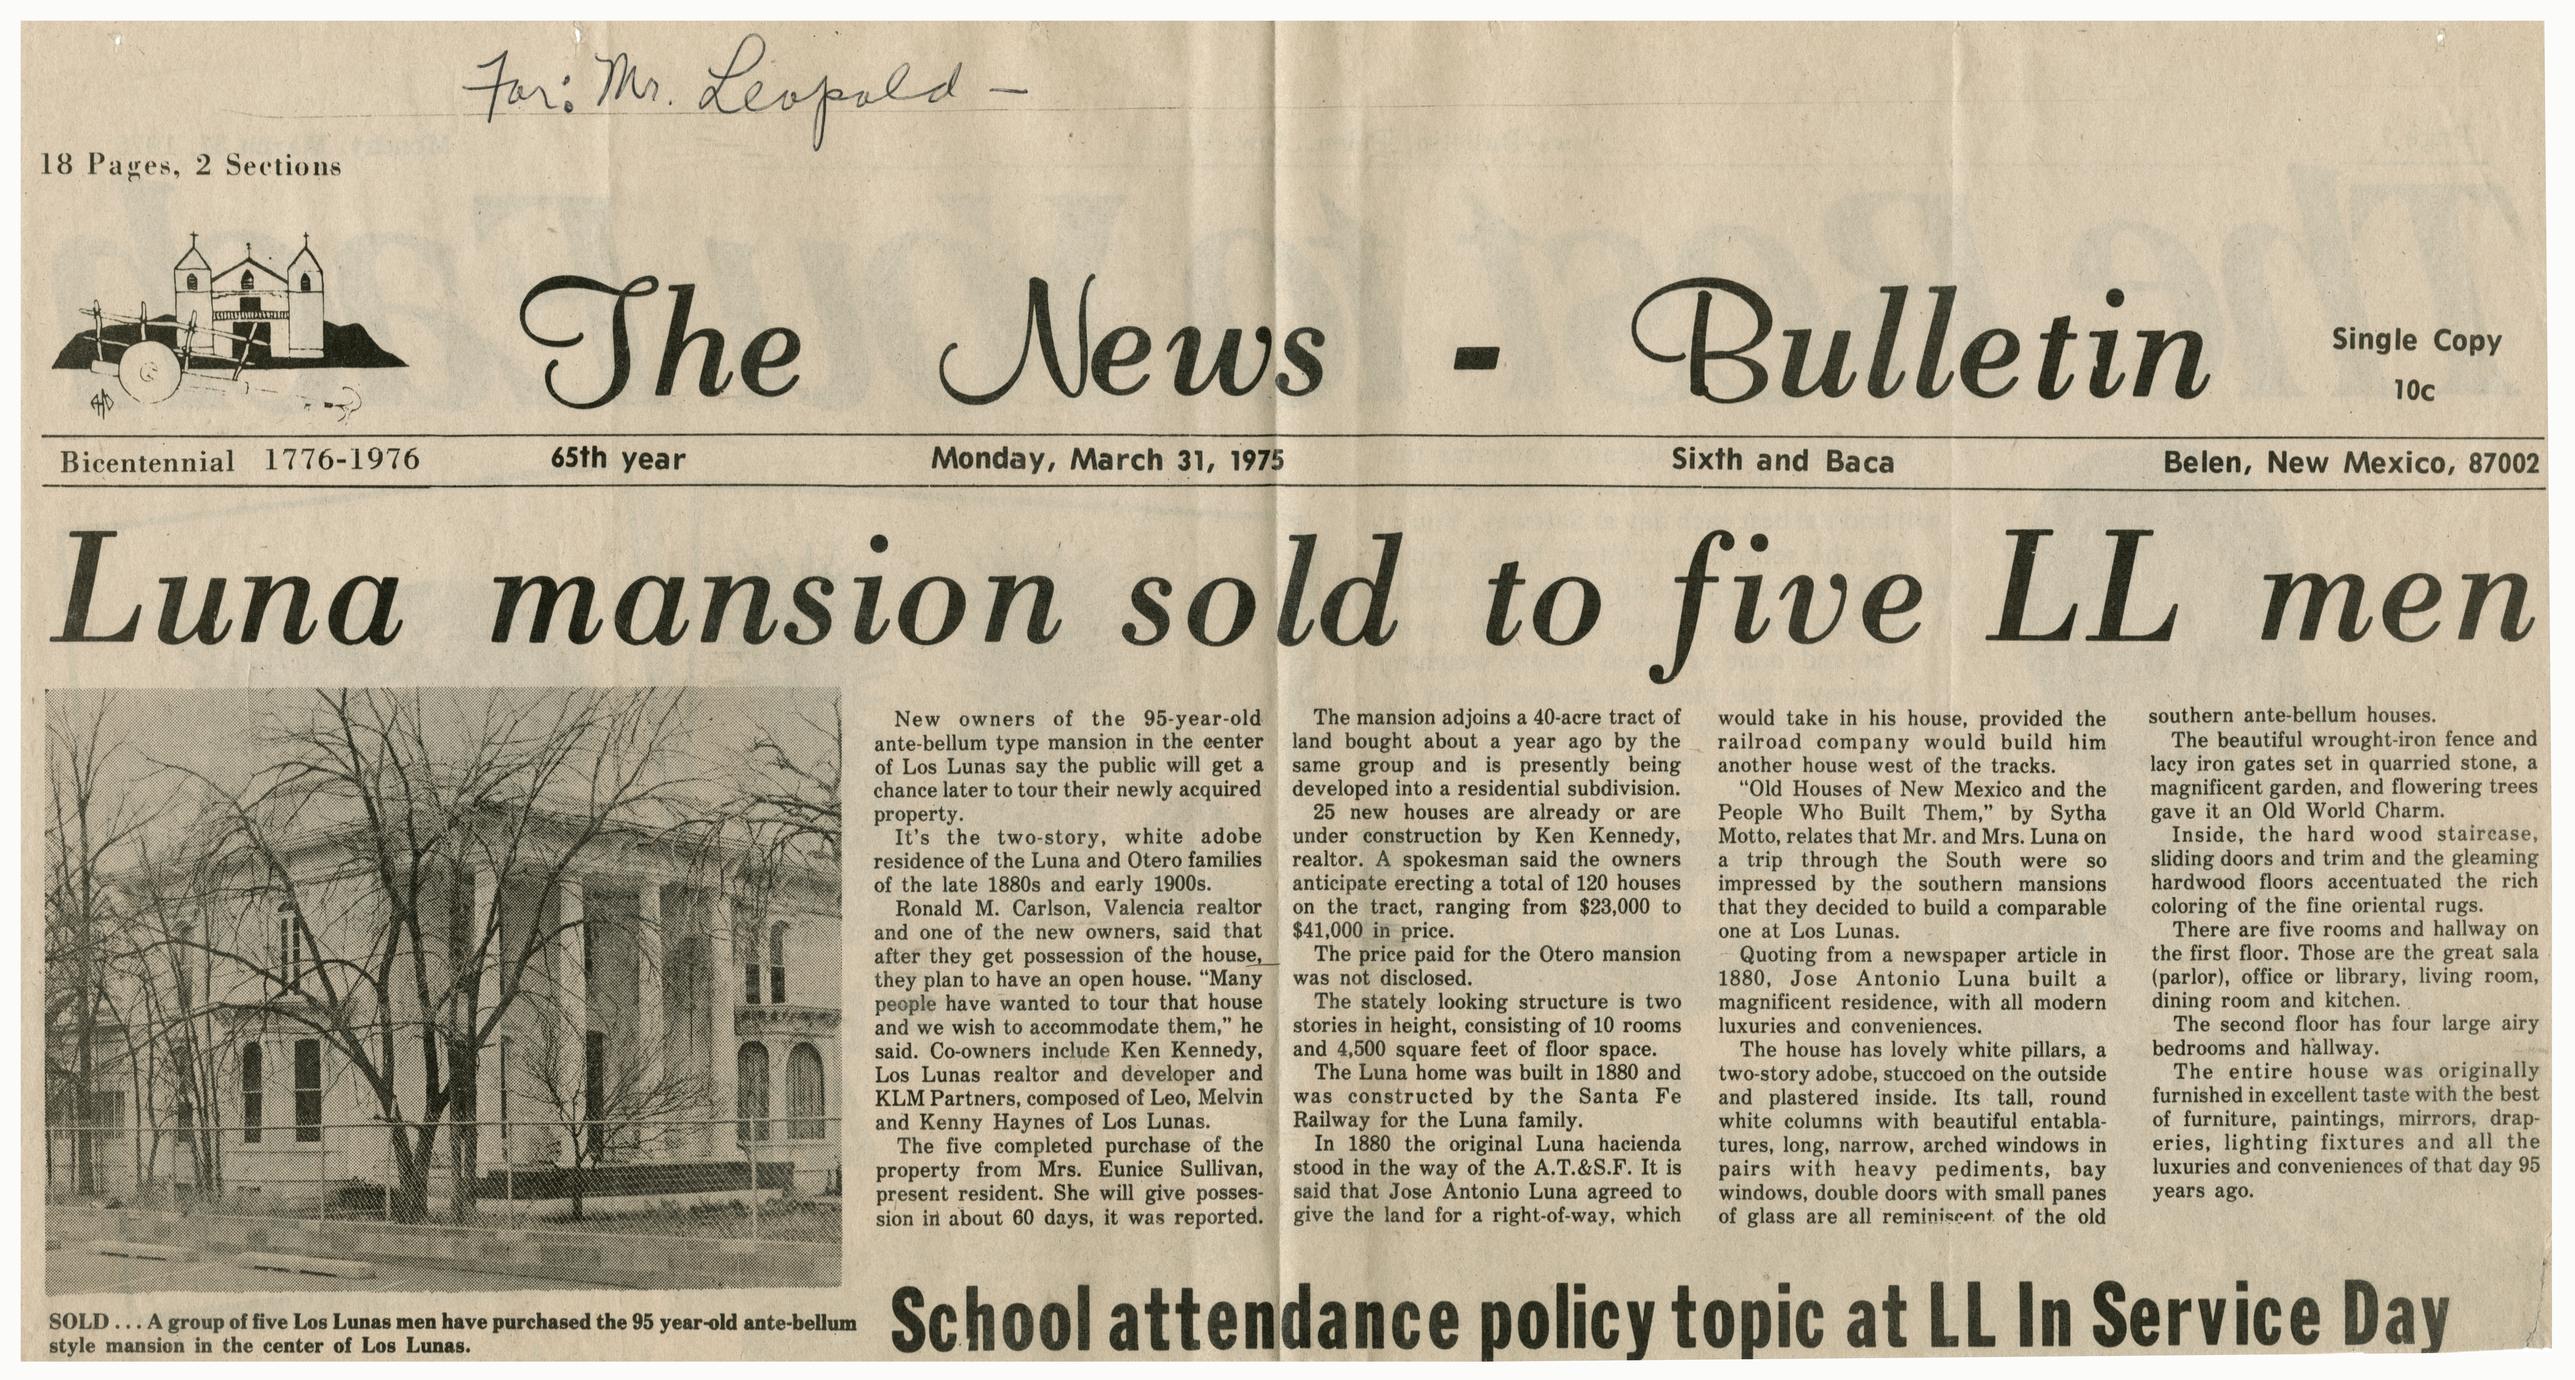 For: Mr. Leopold —
18 Pages, 2 Sections
The News - Bulletin
Single Copy
10c
Bicentennial 1776-1976
65th year
Monday, March 31, 1975
Sixth and Baca
Belen, New Mexico, 87002
Luna mansion sold to five LL men
New owners of the 95-year-old
ante-bellum type mansion in the center
of Los Lunas say the public will get a
chance later to tour their newly acquired
property.
It's the two-story, white adobe
residence of the Luna and Otero families
of the late 1880s and early 1900s.
Ronald M. Carlson, Valencia realtor
and one of the new owners, said that
after they get possession of the house,
they plan to have an open house. “Many
people have wanted to tour that house
and we wish to accommodate them,” he
said. Co-owners include Ken Kennedy,
Los Lunas realtor and developer and
KLM Partners, composed of Leo, Melvin
and Kenny Haynes of Los Lunas.
The five completed purchase of the
property from Mrs. Eunice Sullivan,
present resident. She will give posses-
sion in about 60 days, it was reported.
The mansion adjoins a 40-acre tract of
land bought about a year ago by the
same group and is presently being
developed into a residential subdivision.
25 new houses are already or are
under construction by Ken Kennedy,
realtor. A spokesman said the owners
anticipate erecting a total of 120 houses
on the tract, ranging from $23,000 to
$41,000 in price.
The price paid for the Otero mansion
was not disclosed.
The stately looking structure is two
stories in height, consisting of 10 rooms
and 4,500 square feet of floor space.
The Luna home was built in 1880 and
was constructed by the Santa Fe
Railway for the Luna family.
In 1880 the original Luna hacienda
stood in the way of the A.T.&S.F. It is
said that Jose Antonio Luna agreed to
give the land for a right-of-way, which
would take in his house, provided the
railroad company would build him
another house west of the tracks.
“Old Houses of New Mexico and the
People Who Built Them,” by Sytha
Motto, relates that Mr. and Mrs. Luna on
a trip through the South were so
impressed by the southern mansions
that they decided to build a comparable
one at Los Lunas.
Quoting from a newspaper article in
1880, Jose Antonio Luna built a
magnificent residence, with all modern
luxuries and conveniences.
The house has lovely white pillars, a
two-story adobe, stuccoed on the outside
and plastered inside. Its tall, round
white columns with beautiful entabla-
tures, long, narrow, arched windows in
pairs with heavy pediments, bay
windows, double doors with small panes
of glass are all reminiscent of the old
southern ante-bellum houses.
The beautiful wrought-iron fence and
lacy iron gates set in quarried stone, a
magnificent garden, and flowering trees
gave it an Old World Charm.
Inside, the hard wood staircase,
sliding doors and trim and the gleaming
hardwood floors accentuated the rich
coloring of the fine oriental rugs.
There are five rooms and hallway on
the first floor. Those are the great sala
(parlor), office or library, living room,
dining room and kitchen.
The second floor has four large airy
bedrooms and hallway.
The entire house was originally
furnished in excellent taste with the best
of furniture, paintings, mirrors, drap-
eries, lighting fixtures and all the
luxuries and conveniences of that day 95
years ago.
SOLD . . . A group of five Los Lunas men have purchased the 95 year-old ante-bellum
style mansion in the center of Los Lunas.
School attendance policy topic at LL In Service Day